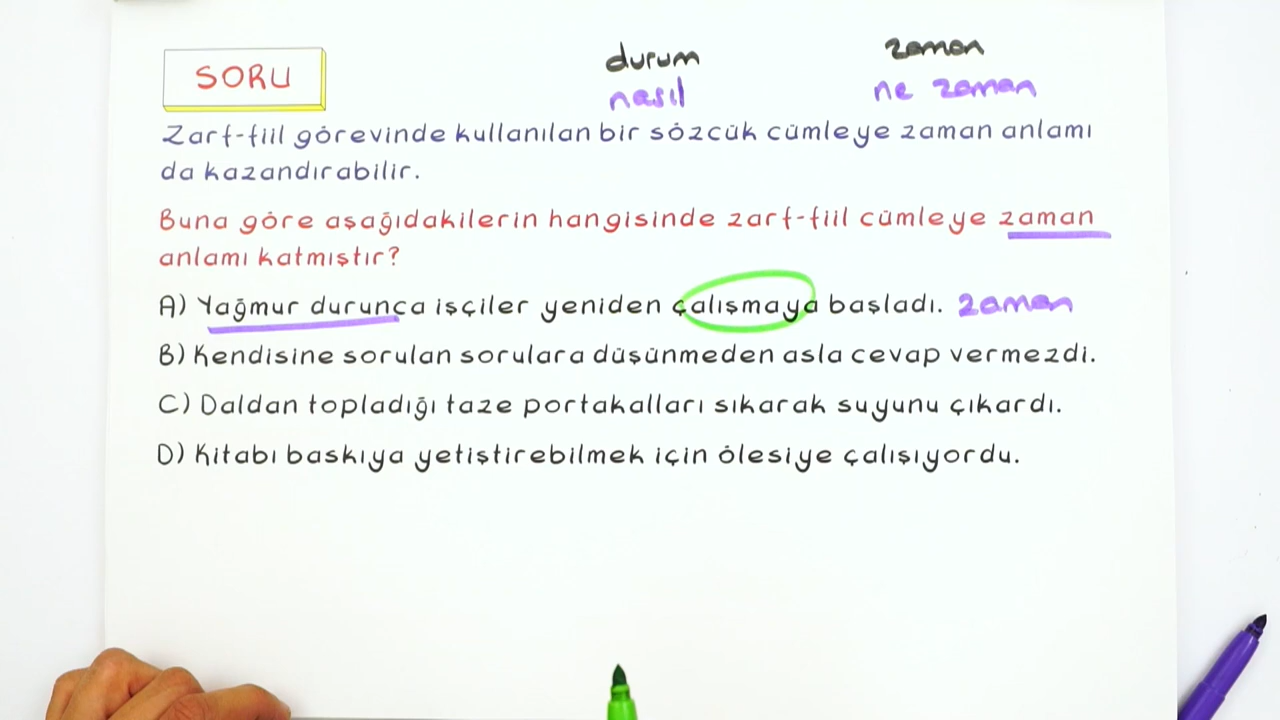 SORU
durum
zaman
nasıl
ne zaman
Zarf-fiil görevinde kullanılan bir sözcük cümleye zaman anlamı
da kazandırabilir.
Buna göre aşağıdakilerin hangisinde zarf-fiil cümleye zaman
anlamı katmıştır?
A) Yağmur durunca işçiler yeniden çalışmaya başladı. zaman
B) Kendisine sorulan sorulara düşünmeden asla cevap vermezdi.
C) Daldan topladığı taze portakalları sıkarak suyunu çıkardı.
D) Kitabı baskıya yetiştirebilmek için ölesiye çalışıyordu.